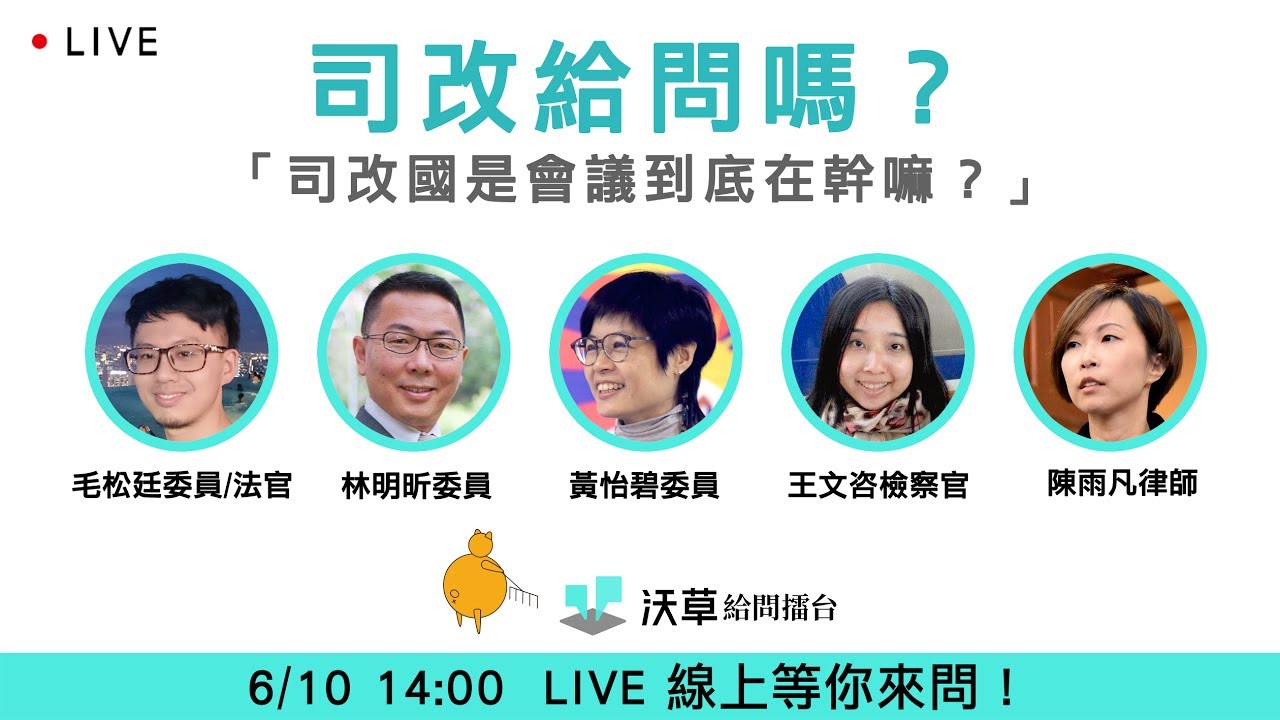 LIVE
司改給問嗎?
「司改國是會議到底在幹嘛?」
毛松廷委員/法官
林明昕委員
黃怡碧委員
王文咨檢察官
陳雨凡律師
沃草給問擂台
6/10 14:00 LIVE 線上等你來問!